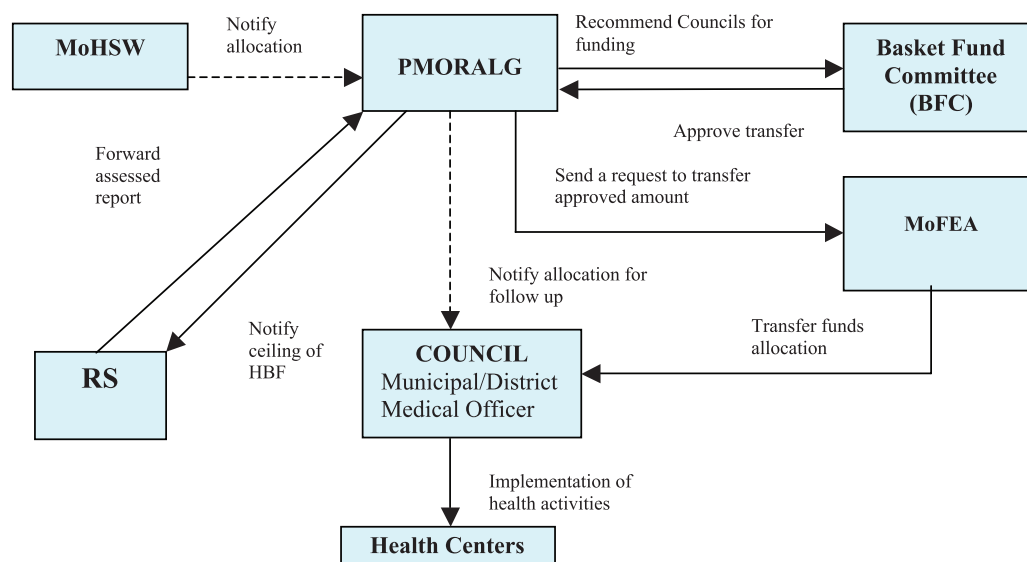 Notify
allocation
MoHSW
PMORALG
Recommend Councils for
funding
Basket Fund
Committee
(BFC)
Approve transfer
Forward
assessed
report
Send a request to transfer
approved amount
MoFEA
Notify allocation for
follow up
Notify
ceiling of
HBF
Transfer funds
allocation
RS
COUNCIL
Municipal/District
Medical Officer
Implementation of
health activities
Health Centers